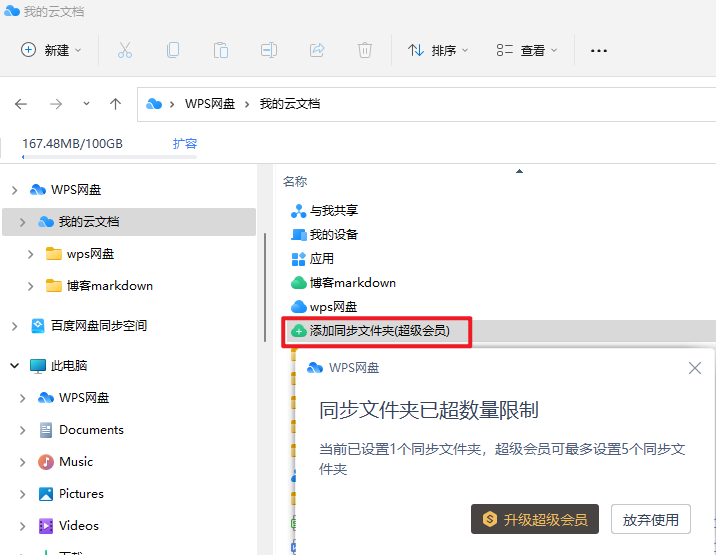 我的云文档
新建
排序
查看
WPS网盘
我的云文档
167.48MB/100GB
扩容
WPS网盘
我的云文档
wps网盘
博客markdown
百度网盘同步空间
此电脑
WPS网盘
Documents
Music
Pictures
Videos
下载
名称
与我共享
我的设备
应用
博客markdown
wps网盘
添加同步文件夹(超级会员)
WPS网盘
同步文件夹已超数量限制
当前已设置1个同步文件夹，超级会员可最多设置5个同步文
件夹
升级超级会员
放弃使用